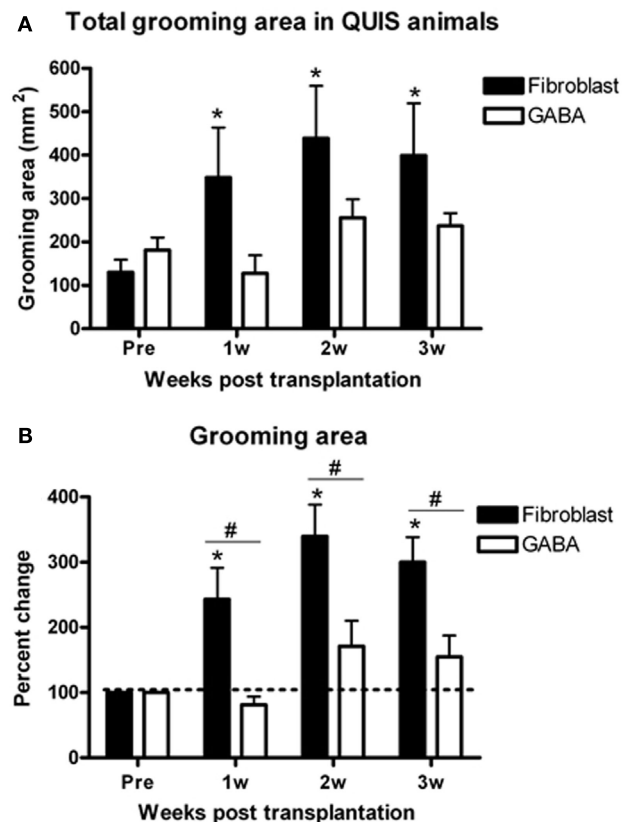 A
Total grooming area in QUIS animals
Grooming area (mm 2)
600
500
400
300
200
100
0
* * *
Fibroblast
GABA
Pre 1w 2w 3w
Weeks post transplantation
B
Grooming area
Percent change
400
300
200
100
0
# # #
* * *
Fibroblast
GABA
Pre 1w 2w 3w
Weeks post transplantation